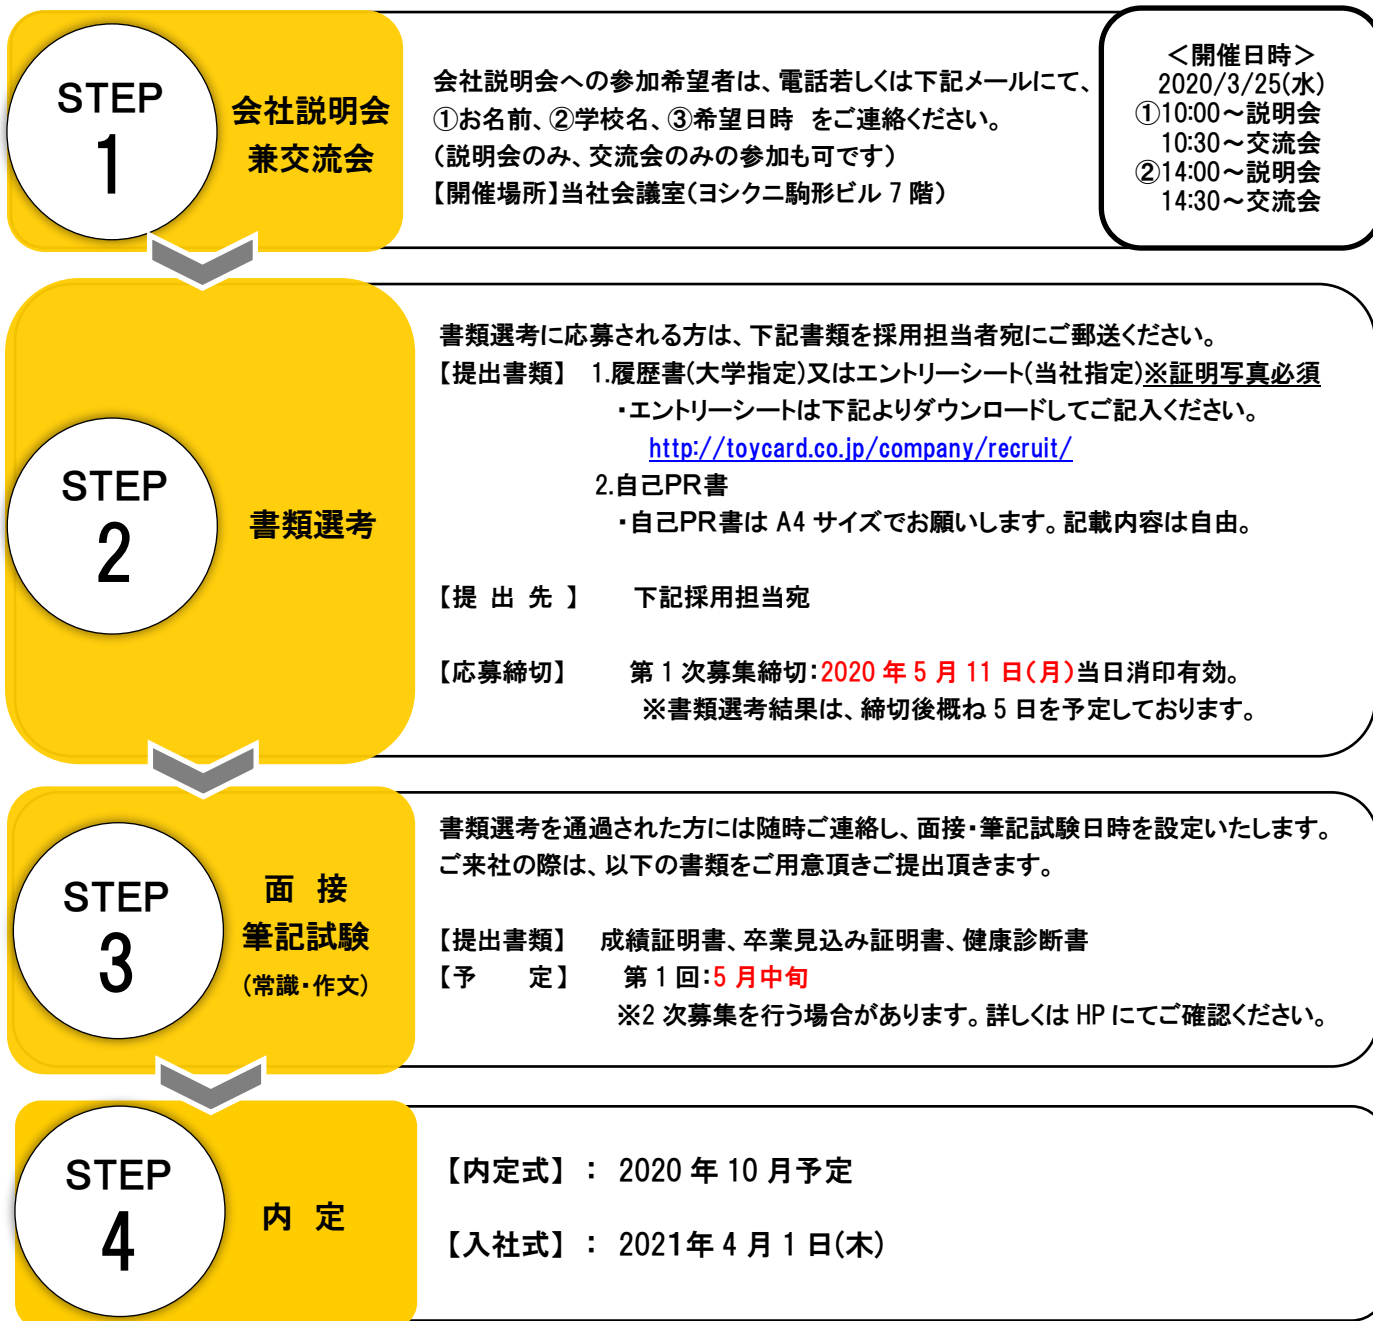 STEP
1
会社説明会
兼交流会
会社説明会への参加希望者は、電話若しくは下記メールにて、
①お名前、②学校名、③希望日時 をご連絡ください。
(説明会のみ、交流会のみの参加も可です)
【開催場所】当社会議室(ヨシクニ駒形ビル 7 階)
<開催日時>
2020/3/25(水)
①10:00~説明会
10:30~交流会
②14:00~説明会
14:30~交流会
STEP
2
書類選考
書類選考に応募される方は、下記書類を採用担当者宛にご郵送ください。
【提出書類】 1.履歴書(大学指定)又はエントリーシート(当社指定)※証明写真必須
・エントリーシートは下記よりダウンロードしてご記入ください。
http://toycard.co.jp/company/recruit/
2.自己PR書
・自己PR書は A4 サイズでお願いします。記載内容は自由。
【提 出 先 】 下記採用担当宛
【応募締切】 第 1 次募集締切:2020 年 5 月 11 日(月)当日消印有効。
※書類選考結果は、締切後概ね 5 日を予定しております。
STEP
3
面 接
筆記試験
(常識・作文)
書類選考を通過された方には随時ご連絡し、面接・筆記試験日時を設定いたします。
ご来社の際は、以下の書類をご用意頂きご提出頂きます。
【提出書類】 成績証明書、卒業見込み証明書、健康診断書
【予 定】 第 1 回:5 月中旬
※2 次募集を行う場合があります。詳しくは HP にてご確認ください。
STEP
4
内 定
【内定式】 : 2020 年 10 月予定
【入社式】 : 2021年 4 月 1 日(木)